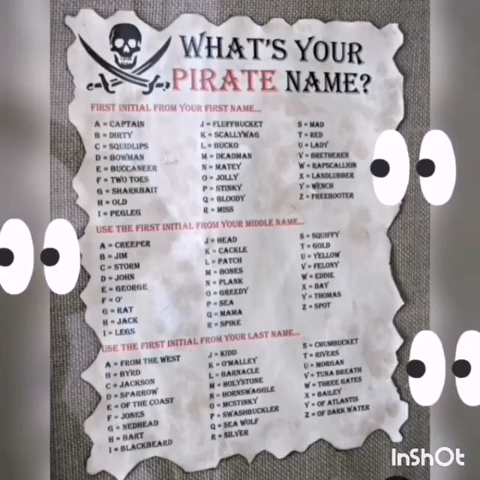 WHAT'S YOUR
PIRATE NAME?
FIRST INITIAL FROM YOUR FIRST NAME...
A = CAPTAIN
B = DIRTY
C = SQUIDLIPS
D = BOWMAN
E = BUCCANEER
F = TWO TOES
G = SHARKBAIT
H = OLD
I = PEGLEG
J = FLUFFBUCKET
K = SCALLYWAG
L = BUCKO
M = DEADMAN
N = MATEY
O = JOLLY
P = STINKY
Q = BLOODY
R = MISS
S = MAD
T = RED
U = LADY
V = BRETHEREN
W = RAPSCALLION
X = LANDLUBBER
Y = WENCH
Z = FREEBOOTER
USE THE FIRST INITIAL FROM YOUR MIDDLE NAME...
A = CREEPER
B = JIM
C = STORM
D = JOHN
E = GEORGE
F = O'
G = RAT
H = JACK
I = LEGS
J = HEAD
K = CACKLE
L = PATCH
M = BONES
N = PLANK
O = GREEDY
P = SEA
Q = MAMA
R = SPIKE
S = SQUIFFY
T = GOLD
U = YELLOW
V = FELONY
W = EDDIE
X = BAY
Y = THOMAS
Z = SPOT
USE THE FIRST INITIAL FROM YOUR LAST NAME...
A = FROM THE WEST
B = BYRD
C = JACKSON
D = SPARROW
E = OF THE COAST
F = JONES
G = NEDHEAD
H = BART
I = BLACKBEARD
J = KIDD
K = O'MALLEY
L = BARNACLE
M = HOLYSTONE
N = HORNSWAGGLE
O = MCSTINKY
P = SWASHBUCKLER
Q = SEA WOLF
R = SILVER
S = CHUMBUCKET
T = RIVERS
U = MORGAN
V = TUNA BREATH
W = THREE GATES
X = BAILEY
Y = OF ATLANTIS
Z = OF DARK WATER
InShOt